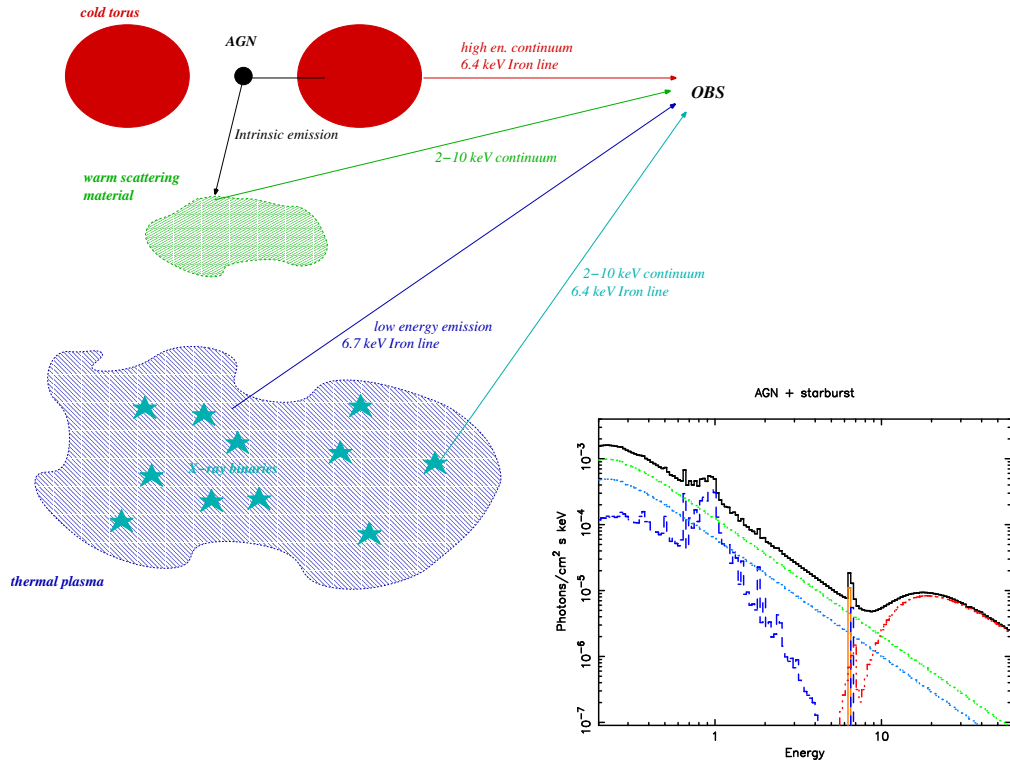 cold torus
AGN
high en. continuum
6.4 keV Iron line
OBS
Intrinsic emission
2−10 keV continuum
warm scattering
material
2−10 keV continuum
6.4 keV Iron line
low energy emission
6.7 keV Iron line
X−ray binaries
thermal plasma
AGN + starburst
Photons/cm² s keV
10⁻³
10⁻⁴
10⁻⁵
10⁻⁶
10⁻⁷
1
10
Energy